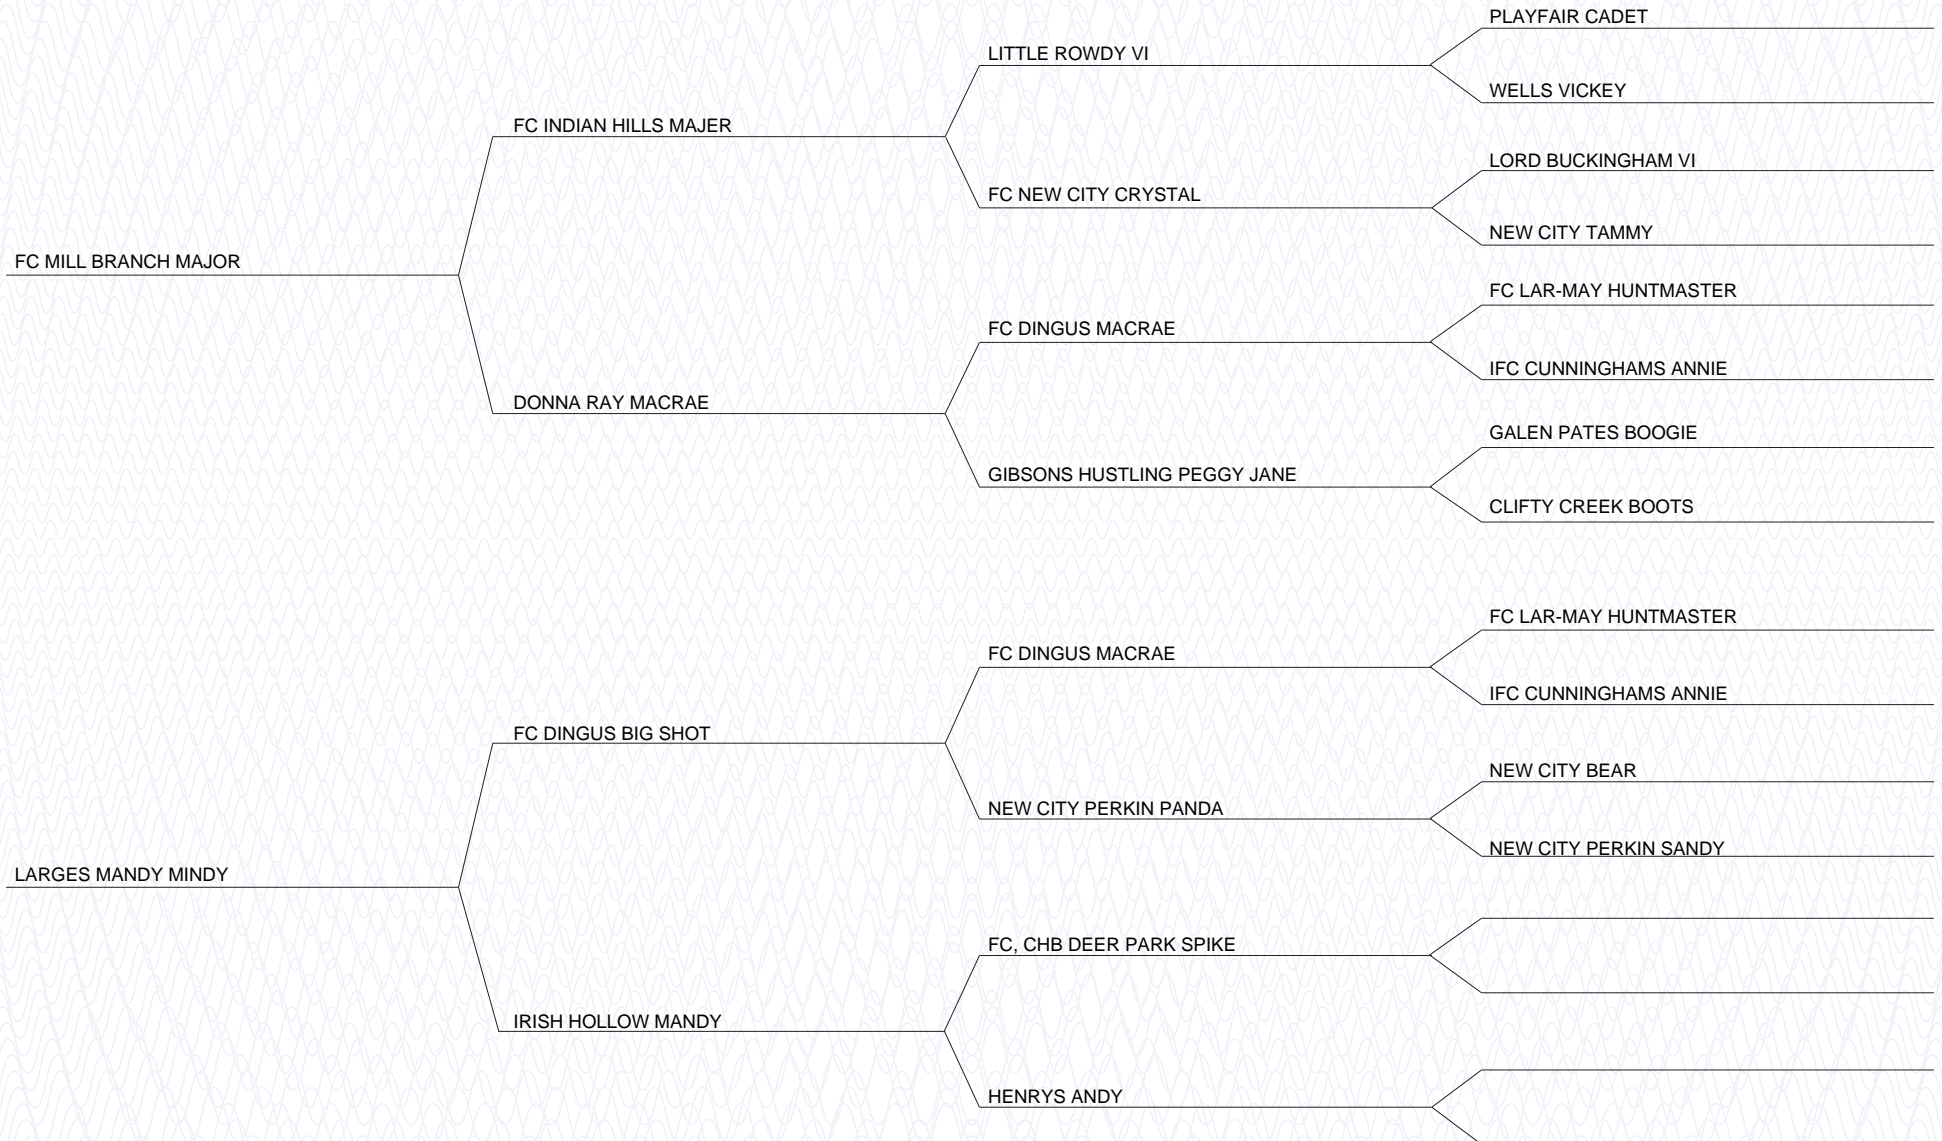 PLAYFAIR CADET
LITTLE ROWDY VI
WELLS VICKEY
FC INDIAN HILLS MAJER
LORD BUCKINGHAM VI
FC NEW CITY CRYSTAL
NEW CITY TAMMY
FC MILL BRANCH MAJOR
FC LAR-MAY HUNTMASTER
FC DINGUS MACRAE
IFC CUNNINGHAMS ANNIE
DONNA RAY MACRAE
GALEN PATES BOOGIE
GIBSONS HUSTLING PEGGY JANE
CLIFTY CREEK BOOTS
FC LAR-MAY HUNTMASTER
FC DINGUS MACRAE
IFC CUNNINGHAMS ANNIE
FC DINGUS BIG SHOT
NEW CITY BEAR
NEW CITY PERKIN PANDA
NEW CITY PERKIN SANDY
LARGES MANDY MINDY
FC, CHB DEER PARK SPIKE
IRISH HOLLOW MANDY
HENRYS ANDY